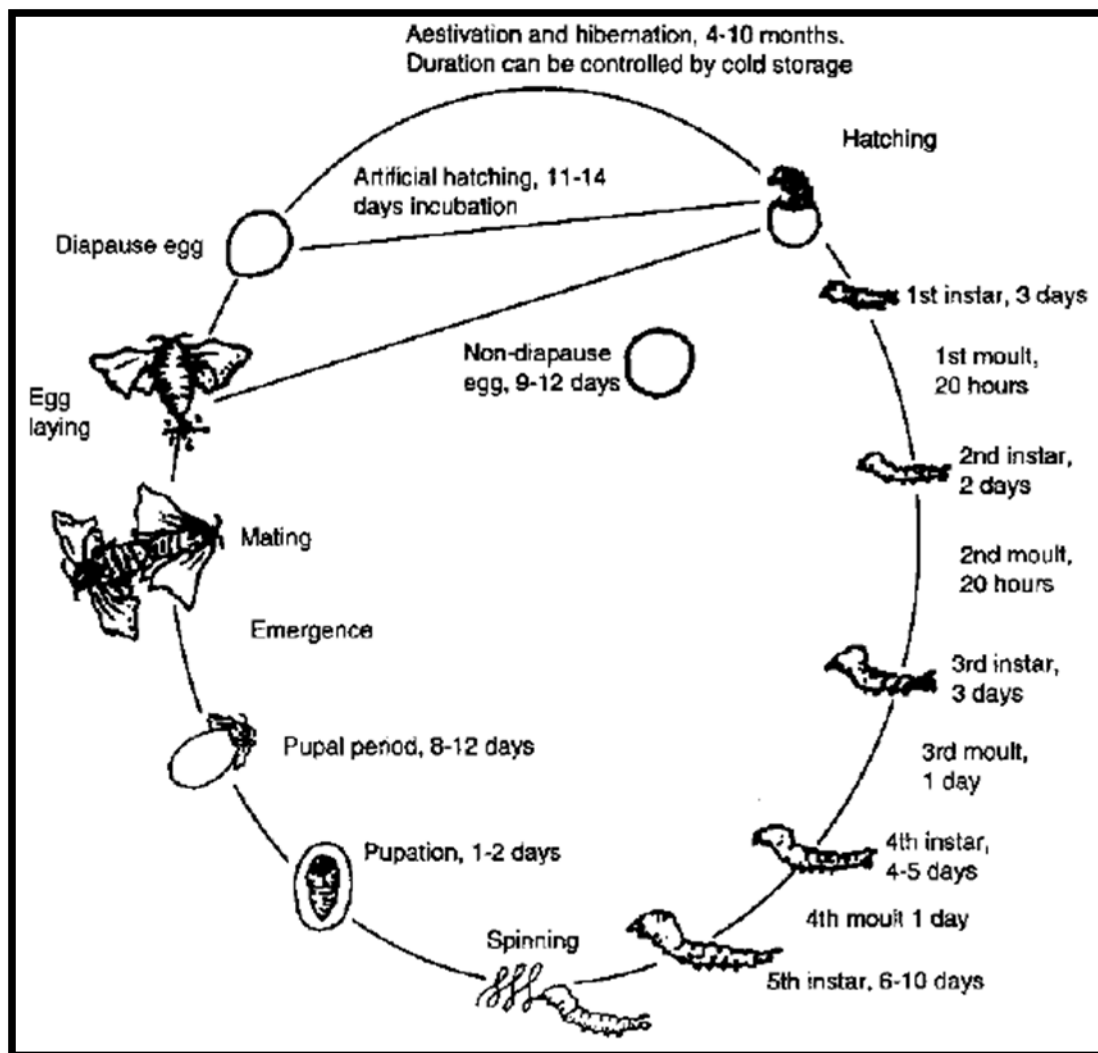 Aestivation and hibernation, 4-10 months.
Duration can be controlled by cold storage
Hatching
Artificial hatching, 11-14
days incubation
Diapause egg
1st instar, 3 days
Non-diapause
egg, 9-12 days
1st moult,
20 hours
Egg
laying
2nd instar,
2 days
Mating
2nd moult,
20 hours
Emergence
3rd instar,
3 days
Pupal period, 8-12 days
3rd moult,
1 day
Pupation, 1-2 days
4th instar,
4-5 days
4th moult 1 day
Spinning
5th instar, 6-10 days